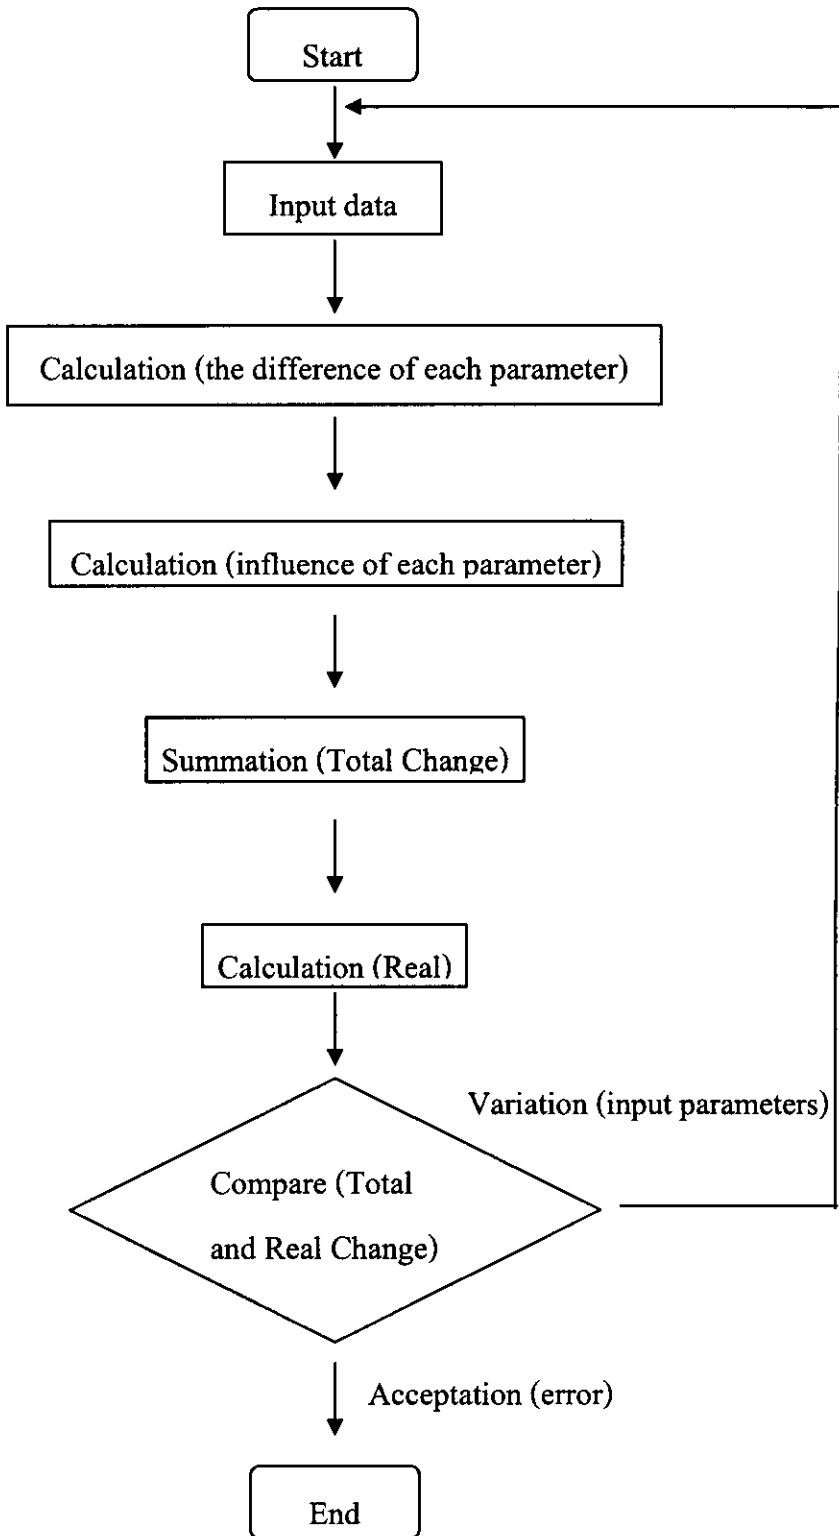 Start
Input data
Calculation (the difference of each parameter)
Calculation (influence of each parameter)
Summation (Total Change)
Calculation (Real)
Variation (input parameters)
Compare (Total
and Real Change)
Acceptation (error)
End